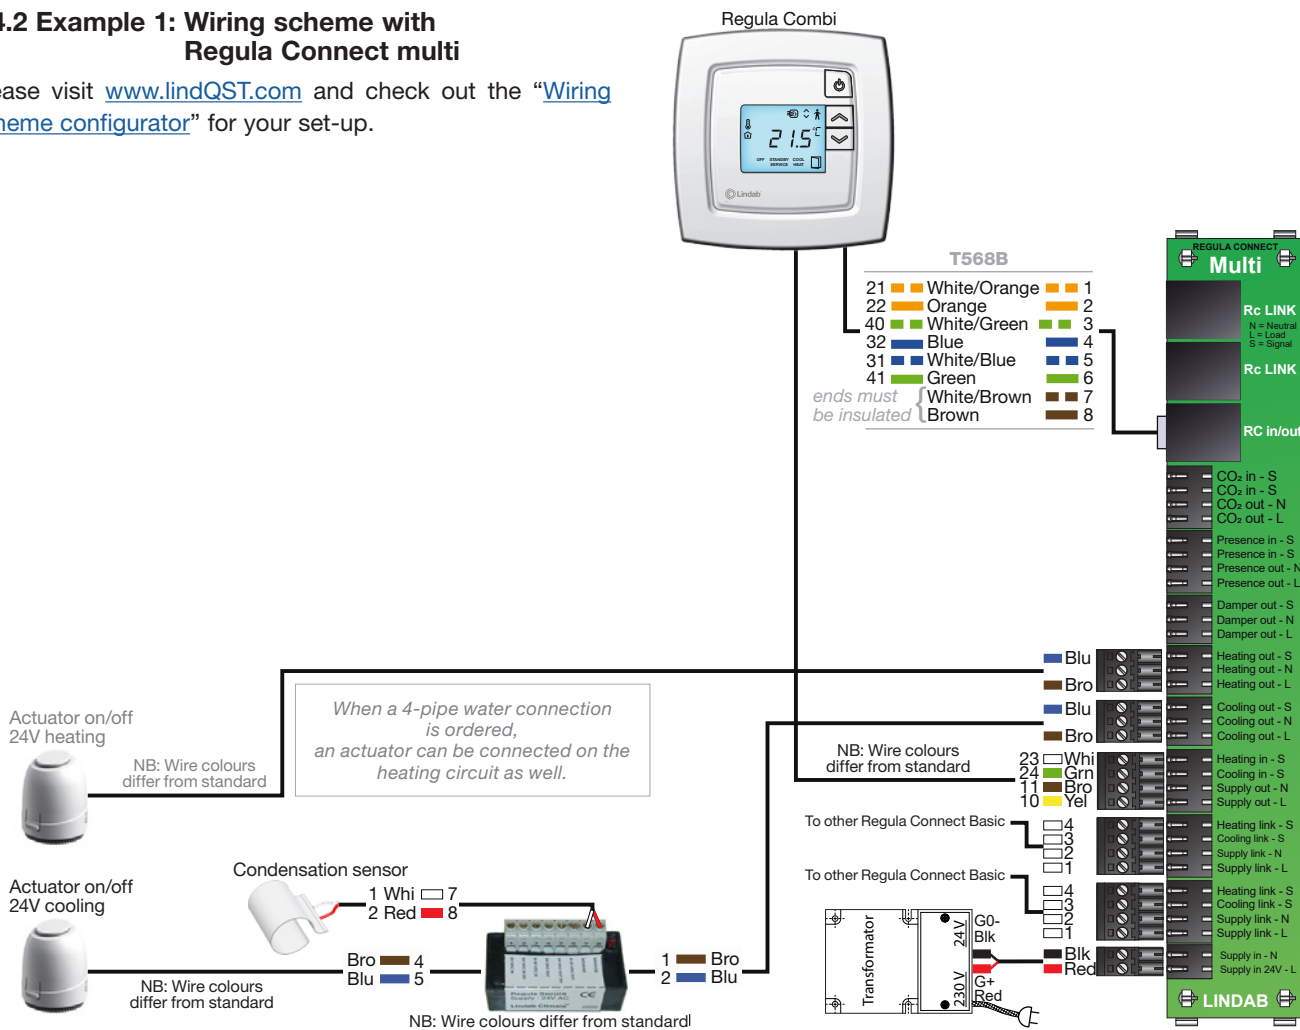 4.2 Example 1: Wiring scheme with
Regula Connect multi
ease visit www.lindQST.com and check out the “Wiring
heme configurator” for your set-up.
Regula Combi
21.5°C
OFF STANDBY COOL
SERVICE HEAT
Lindab
T568B
21 White/Orange 1
22 Orange 2
40 White/Green 3
32 Blue 4
31 White/Blue 5
41 Green 6
ends must
be insulated
White/Brown 7
Brown 8
REGULA CONNECT
Multi
Rc LINK
N = Neutral
L = Load
S = Signal
Rc LINK
RC in/out
CO₂ in - S
CO₂ in - S
CO₂ out - N
CO₂ out - L
Presence in - S
Presence in - S
Presence out - N
Presence out - L
Damper out - S
Damper out - N
Damper out - L
Blu
Bro
Heating out - S
Heating out - N
Heating out - L
Blu
Bro
Cooling out - S
Cooling out - N
Cooling out - L
NB: Wire colours
differ from standard
23 Whi
24 Grn
11 Bro
10 Yel
Heating in - S
Cooling in - S
Supply out - N
Supply out - L
To other Regula Connect Basic
4
3
2
1
Heating link - S
Cooling link - S
Supply link - N
Supply link - L
To other Regula Connect Basic
4
3
2
1
Heating link - S
Cooling link - S
Supply link - N
Supply link - L
Transformator
24V
230 V
G0-
Blk
G+
Red
Blk
Red
Supply in - N
Supply in 24V - L
LINDAB
Actuator on/off
24V heating
NB: Wire colours
differ from standard
When a 4-pipe water connection
is ordered,
an actuator can be connected on the
heating circuit as well.
Condensation sensor
1 Whi 7
2 Red 8
Actuator on/off
24V cooling
Bro 4
Blu 5
NB: Wire colours
differ from standard
Regula Secura
Supply : 24V AC
Lindab Climate
CE
1 Bro
2 Blu
NB: Wire colours differ from standard